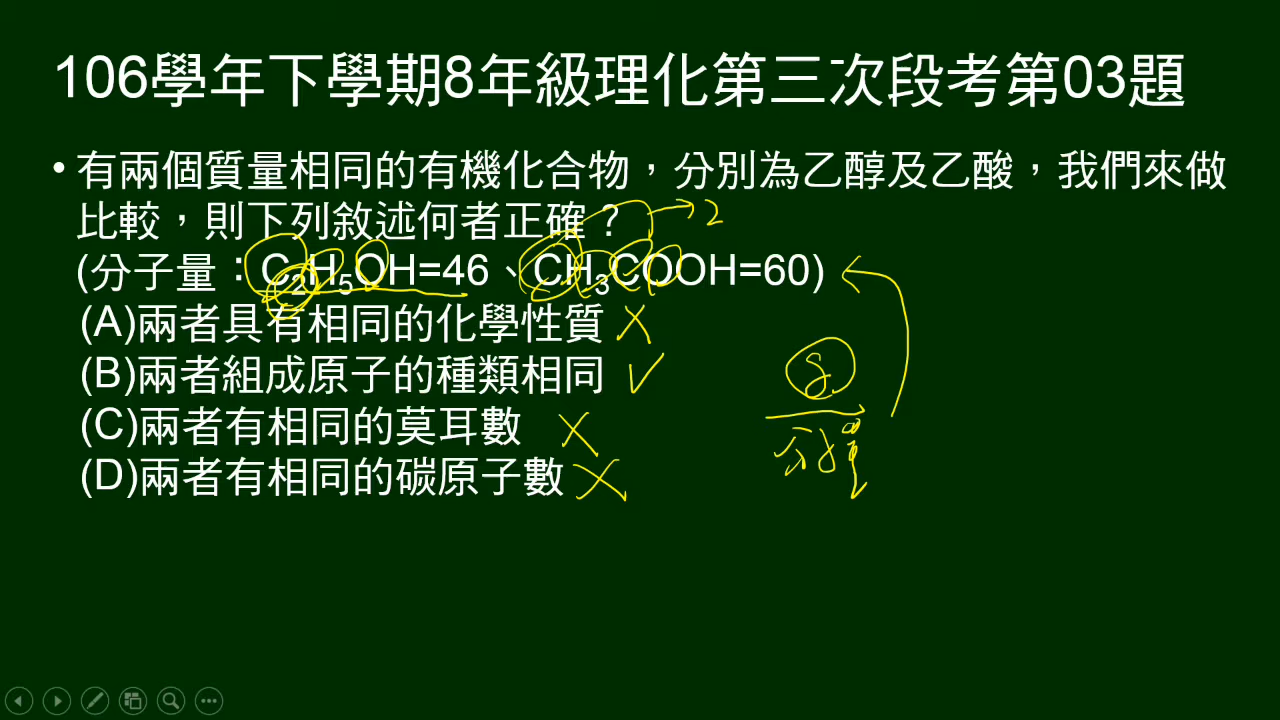 106學年下學期8年級理化第三次段考第03題
• 有兩個質量相同的有機化合物，分別為乙醇及乙酸，我們來做
比較，則下列敘述何者正確？
2
(分子量：C₂H₅OH=46、CH₃COOH=60)
(A)兩者具有相同的化學性質 X
(B)兩者組成原子的種類相同 ✓
(C)兩者有相同的莫耳數 X
(D)兩者有相同的碳原子數 X
g
分子量